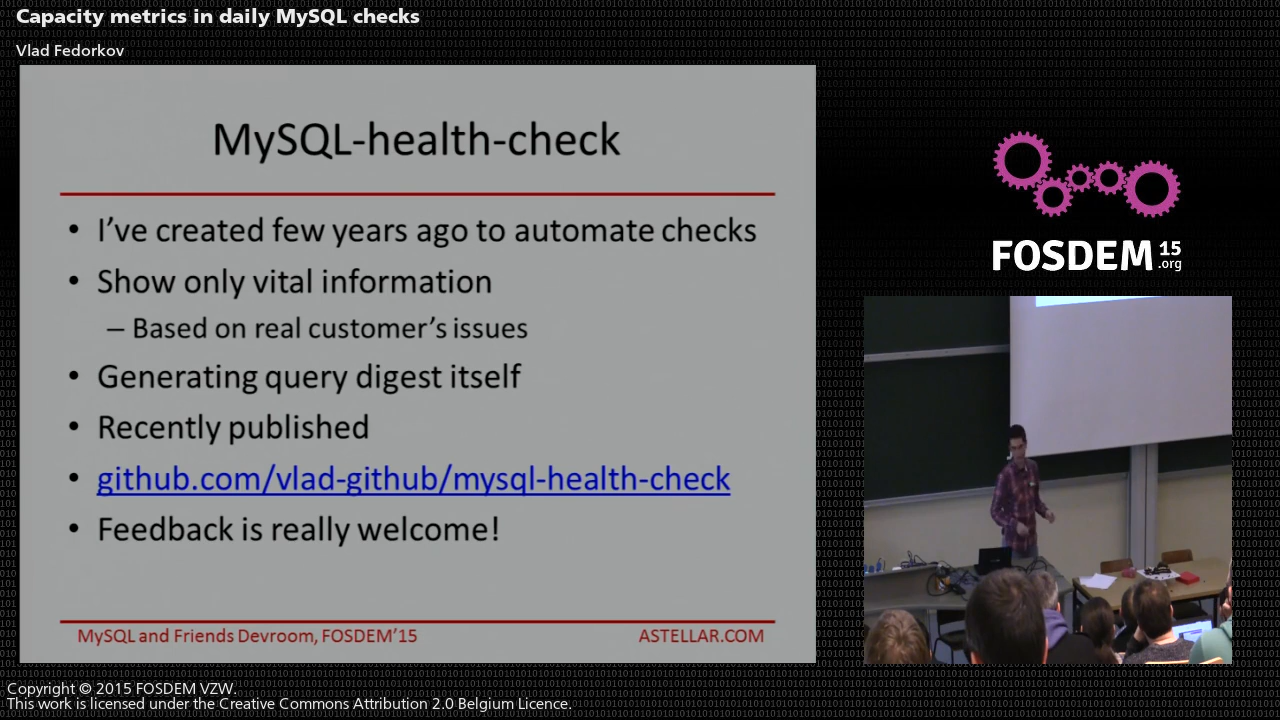 Capacity metrics in daily MySQL checks
Vlad Fedorkov
MySQL-health-check
• I've created few years ago to automate checks
• Show only vital information
– Based on real customer's issues
• Generating query digest itself
• Recently published
• github.com/vlad-github/mysql-health-check
• Feedback is really welcome!
MySQL and Friends Devroom, FOSDEM'15
ASTELLAR.COM
FOSDEM 15 .org
Copyright © 2015 FOSDEM VZW.
This work is licensed under the Creative Commons Attribution 2.0 Belgium Licence.